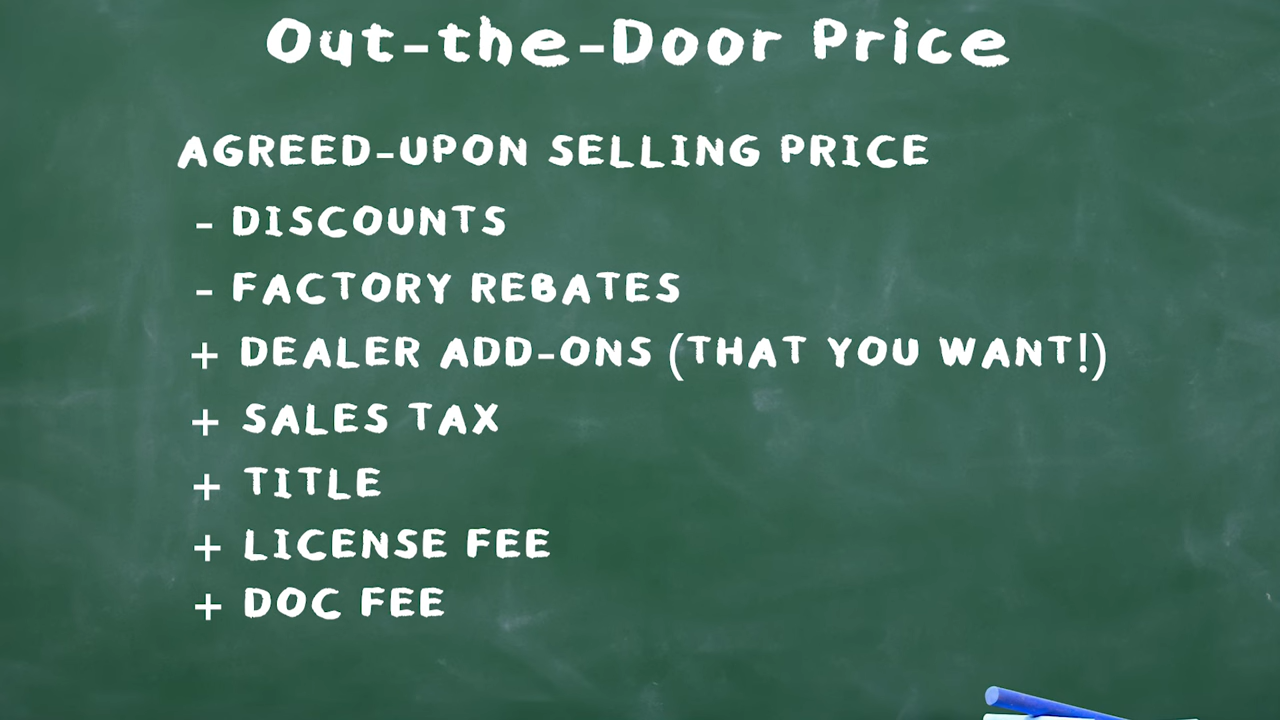 Out-the-Door Price
AGREED-UPON SELLING PRICE
- DISCOUNTS
- FACTORY REBATES
+ DEALER ADD-ONS (THAT YOU WANT!)
+ SALES TAX
+ TITLE
+ LICENSE FEE
+ DOC FEE